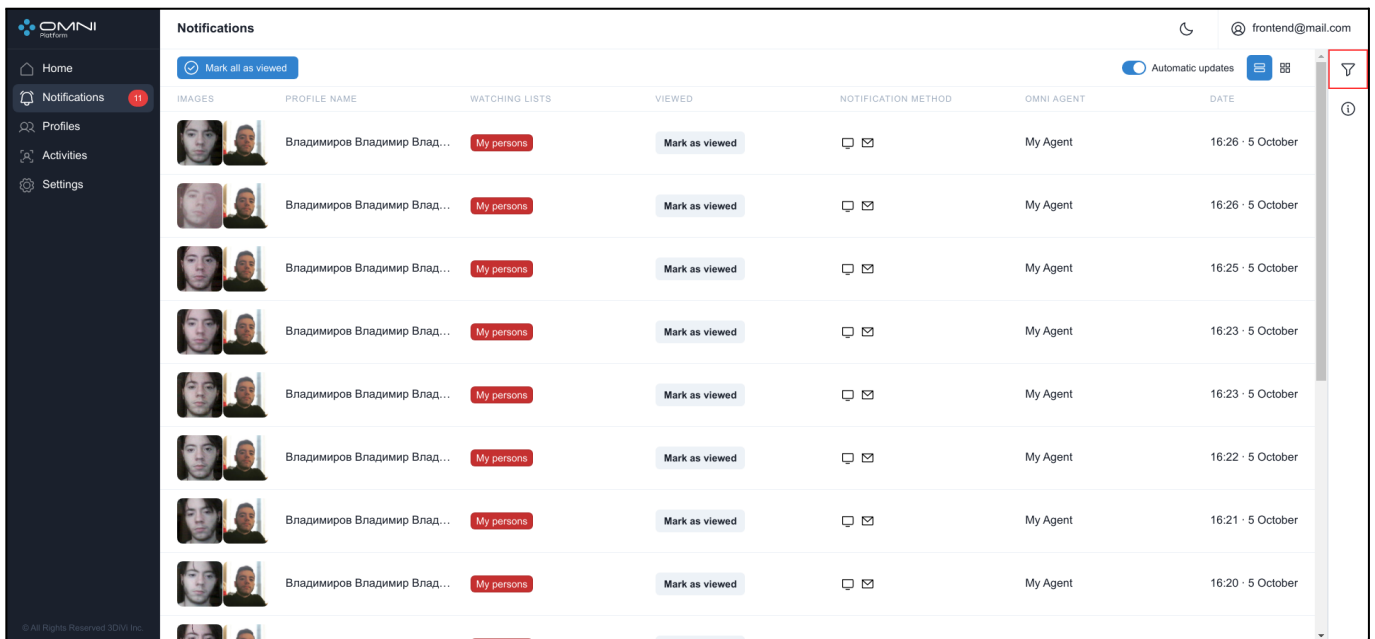 OMNI
Platform
Notifications
frontend@mail.com
Home
Notifications 11
Profiles
Activities
Settings
Mark all as viewed
Automatic updates
IMAGES PROFILE NAME WATCHING LISTS VIEWED NOTIFICATION METHOD OMNI AGENT DATE
Владимиров Владимир Влад... My persons Mark as viewed My Agent 16:26 · 5 October
Владимиров Владимир Влад... My persons Mark as viewed My Agent 16:26 · 5 October
Владимиров Владимир Влад... My persons Mark as viewed My Agent 16:25 · 5 October
Владимиров Владимир Влад... My persons Mark as viewed My Agent 16:23 · 5 October
Владимиров Владимир Влад... My persons Mark as viewed My Agent 16:23 · 5 October
Владимиров Владимир Влад... My persons Mark as viewed My Agent 16:22 · 5 October
Владимиров Владимир Влад... My persons Mark as viewed My Agent 16:21 · 5 October
Владимиров Владимир Влад... My persons Mark as viewed My Agent 16:20 · 5 October
© All Rights Reserved 3DiVi Inc.